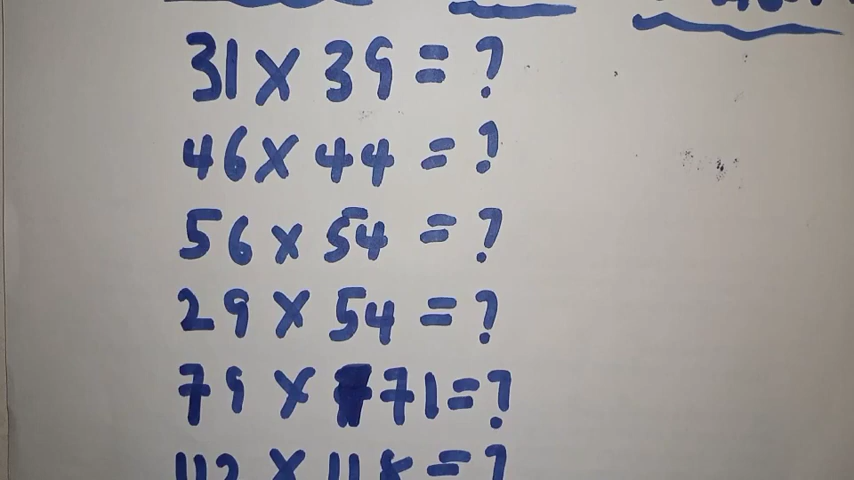 31 × 39 = ?
46 × 44 = ?
56 × 54 = ?
29 × 54 = ?
79 × 71 = ?